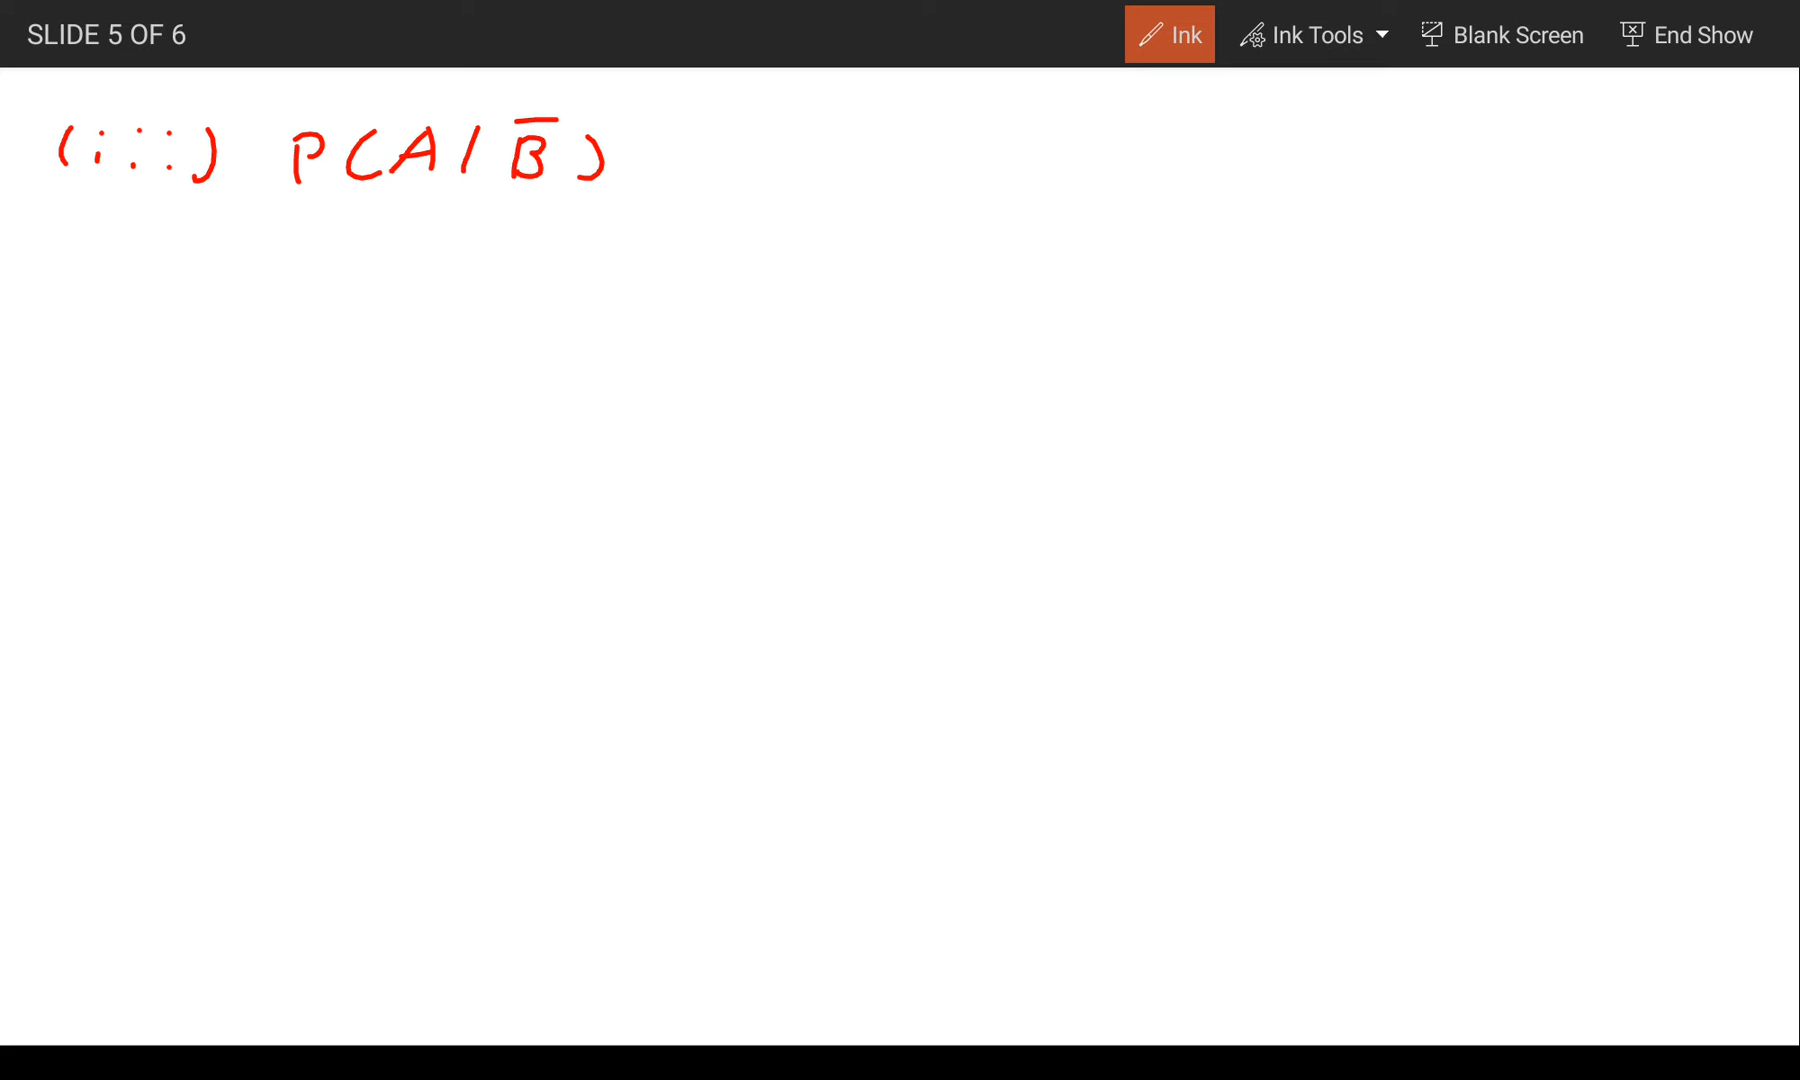 SLIDE 5 OF 6 Ink Ink Tools Blank Screen End Show
(iii) P(A/B̅)